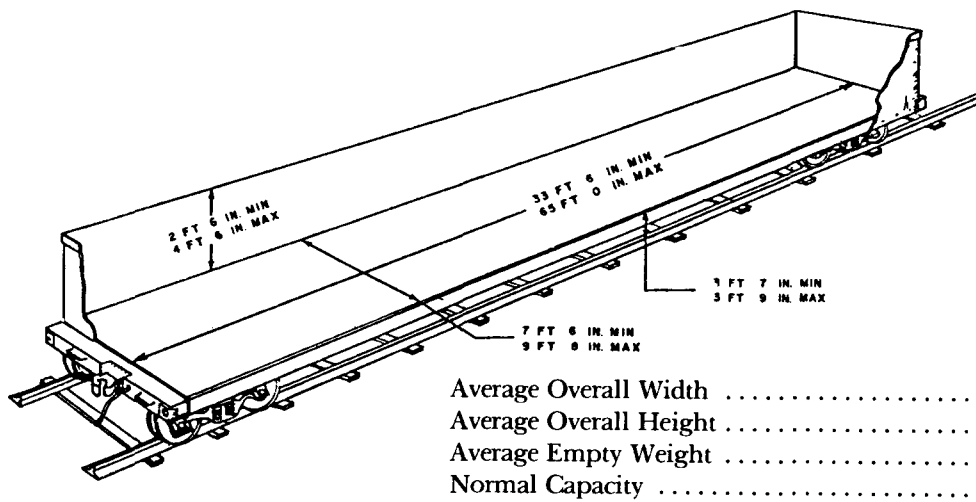 2 FT 6 IN. MIN
4 FT 6 IN. MAX
33 FT 6 IN. MIN
65 FT 0 IN. MAX
3 FT 7 IN. MIN
3 FT 9 IN. MAX
7 FT 6 IN. MIN
9 FT 8 IN. MAX
Average Overall Width . . . . . . . . . . . . . . . . . . . .
Average Overall Height . . . . . . . . . . . . . . . . . . . .
Average Empty Weight . . . . . . . . . . . . . . . . . . . . .
Normal Capacity . . . . . . . . . . . . . . . . . . . . . . . . .